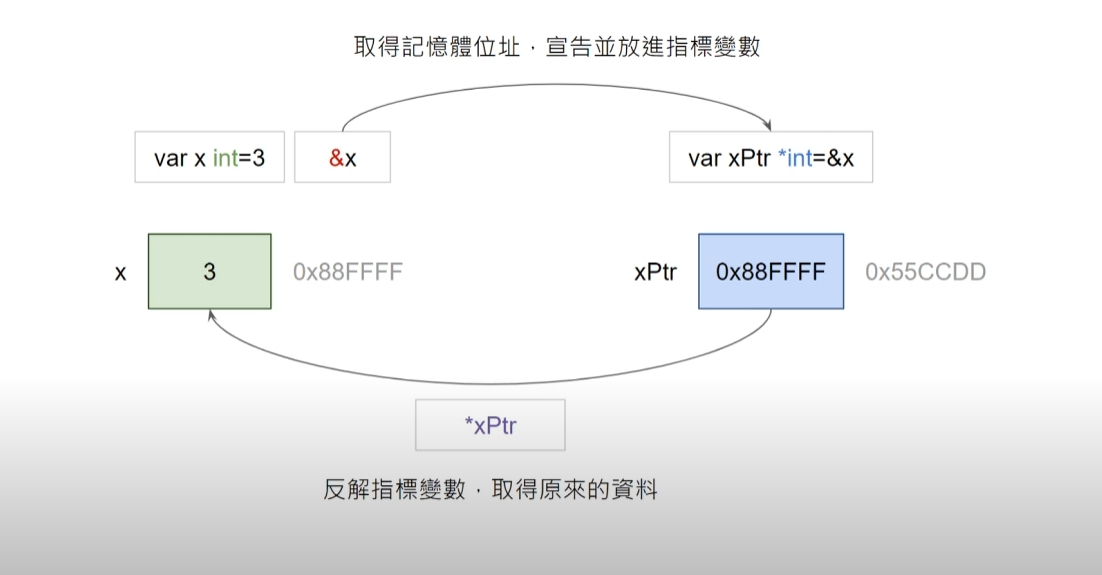 取得記憶體位址，宣告並放進指標變數
var x int=3
&x
var xPtr *int=&x
x
3
0x88FFFF
xPtr
0x88FFFF
0x55CCDD
*xPtr
反解指標變數，取得原來的資料